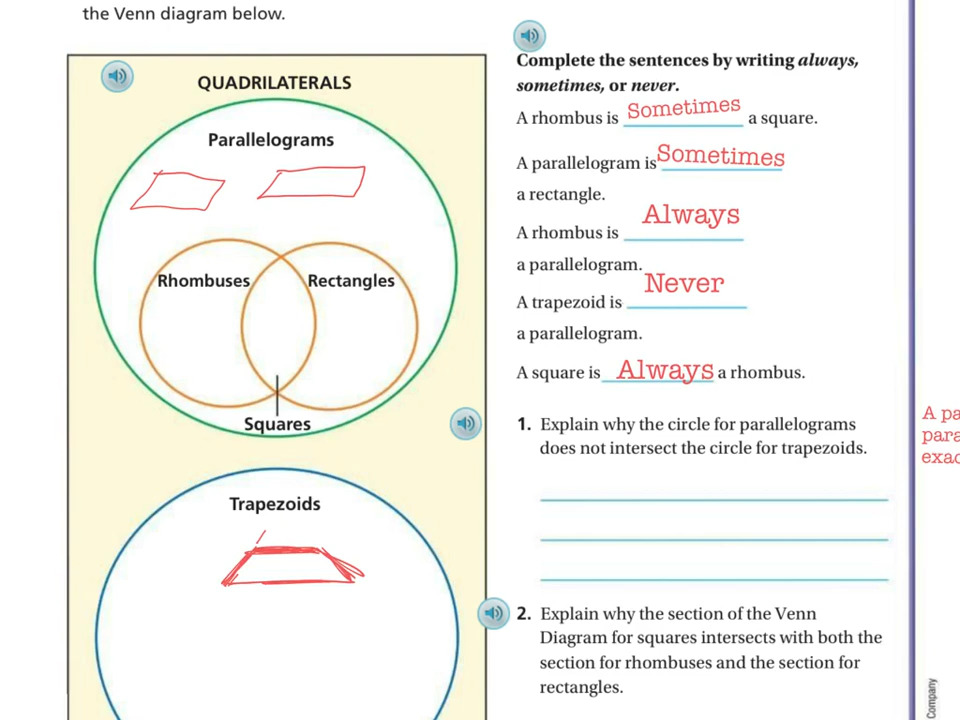 the Venn diagram below.
QUADRILATERALS
Parallelograms
Rhombuses
Rectangles
Squares
Trapezoids
Complete the sentences by writing always,
sometimes, or never.
A rhombus is Sometimes a square.
A parallelogram is Sometimes
a rectangle.
A rhombus is Always
a parallelogram.
A trapezoid is Never
a parallelogram.
A square is Always a rhombus.
1. Explain why the circle for parallelograms
does not intersect the circle for trapezoids.
A pa
para
exac
2. Explain why the section of the Venn
Diagram for squares intersects with both the
section for rhombuses and the section for
rectangles.
Company